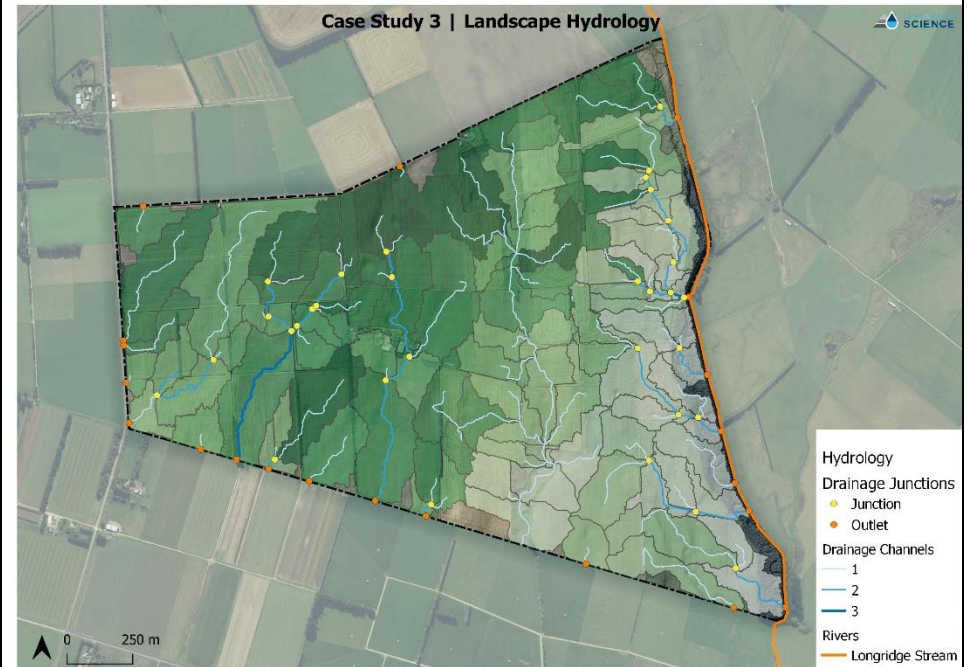 Case Study 3 | Landscape Hydrology
SCIENCE
Hydrology
Drainage Junctions
Junction
Outlet
Drainage Channels
1
2
3
Rivers
Longridge Stream
0 250 m